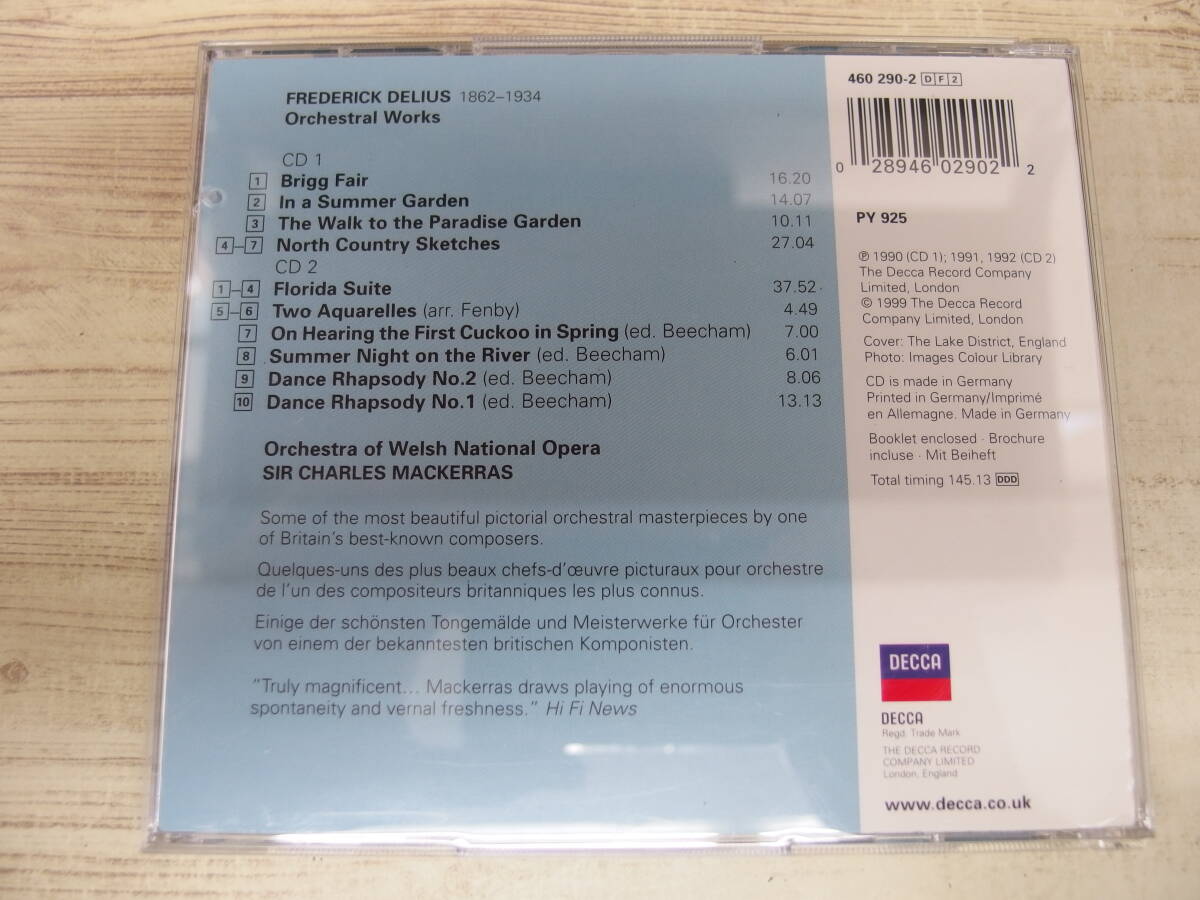 FREDERICK DELIUS 1862–1934
Orchestral Works
CD 1
1 Brigg Fair 16.20
2 In a Summer Garden 14.07
3 The Walk to the Paradise Garden 10.11
4–7 North Country Sketches 27.04
CD 2
1–4 Florida Suite 37.52
5–6 Two Aquarelles (arr. Fenby) 4.49
7 On Hearing the First Cuckoo in Spring (ed. Beecham) 7.00
8 Summer Night on the River (ed. Beecham) 6.01
9 Dance Rhapsody No.2 (ed. Beecham) 8.06
10 Dance Rhapsody No.1 (ed. Beecham) 13.13
Orchestra of Welsh National Opera
SIR CHARLES MACKERRAS
Some of the most beautiful pictorial orchestral masterpieces by one
of Britain's best-known composers.
Quelques-uns des plus beaux chefs-d'œuvre picturaux pour orchestre
de l'un des compositeurs britanniques les plus connus.
Einige der schönsten Tongemälde und Meisterwerke für Orchester
von einem der bekanntesten britischen Komponisten.
"Truly magnificent... Mackerras draws playing of enormous
spontaneity and vernal freshness." Hi Fi News
460 290-2 D F 2
0 28946 02902 2
PY 925
℗ 1990 (CD 1); 1991, 1992 (CD 2)
The Decca Record Company
Limited, London
© 1999 The Decca Record
Company Limited, London
Cover: The Lake District, England
Photo: Images Colour Library
CD is made in Germany
Printed in Germany/Imprimé
en Allemagne. Made in Germany
Booklet enclosed · Brochure
incluse · Mit Beiheft
Total timing 145.13 DDD
DECCA
DECCA
Regd. Trade Mark
THE DECCA RECORD
COMPANY LIMITED
London, England
www.decca.co.uk